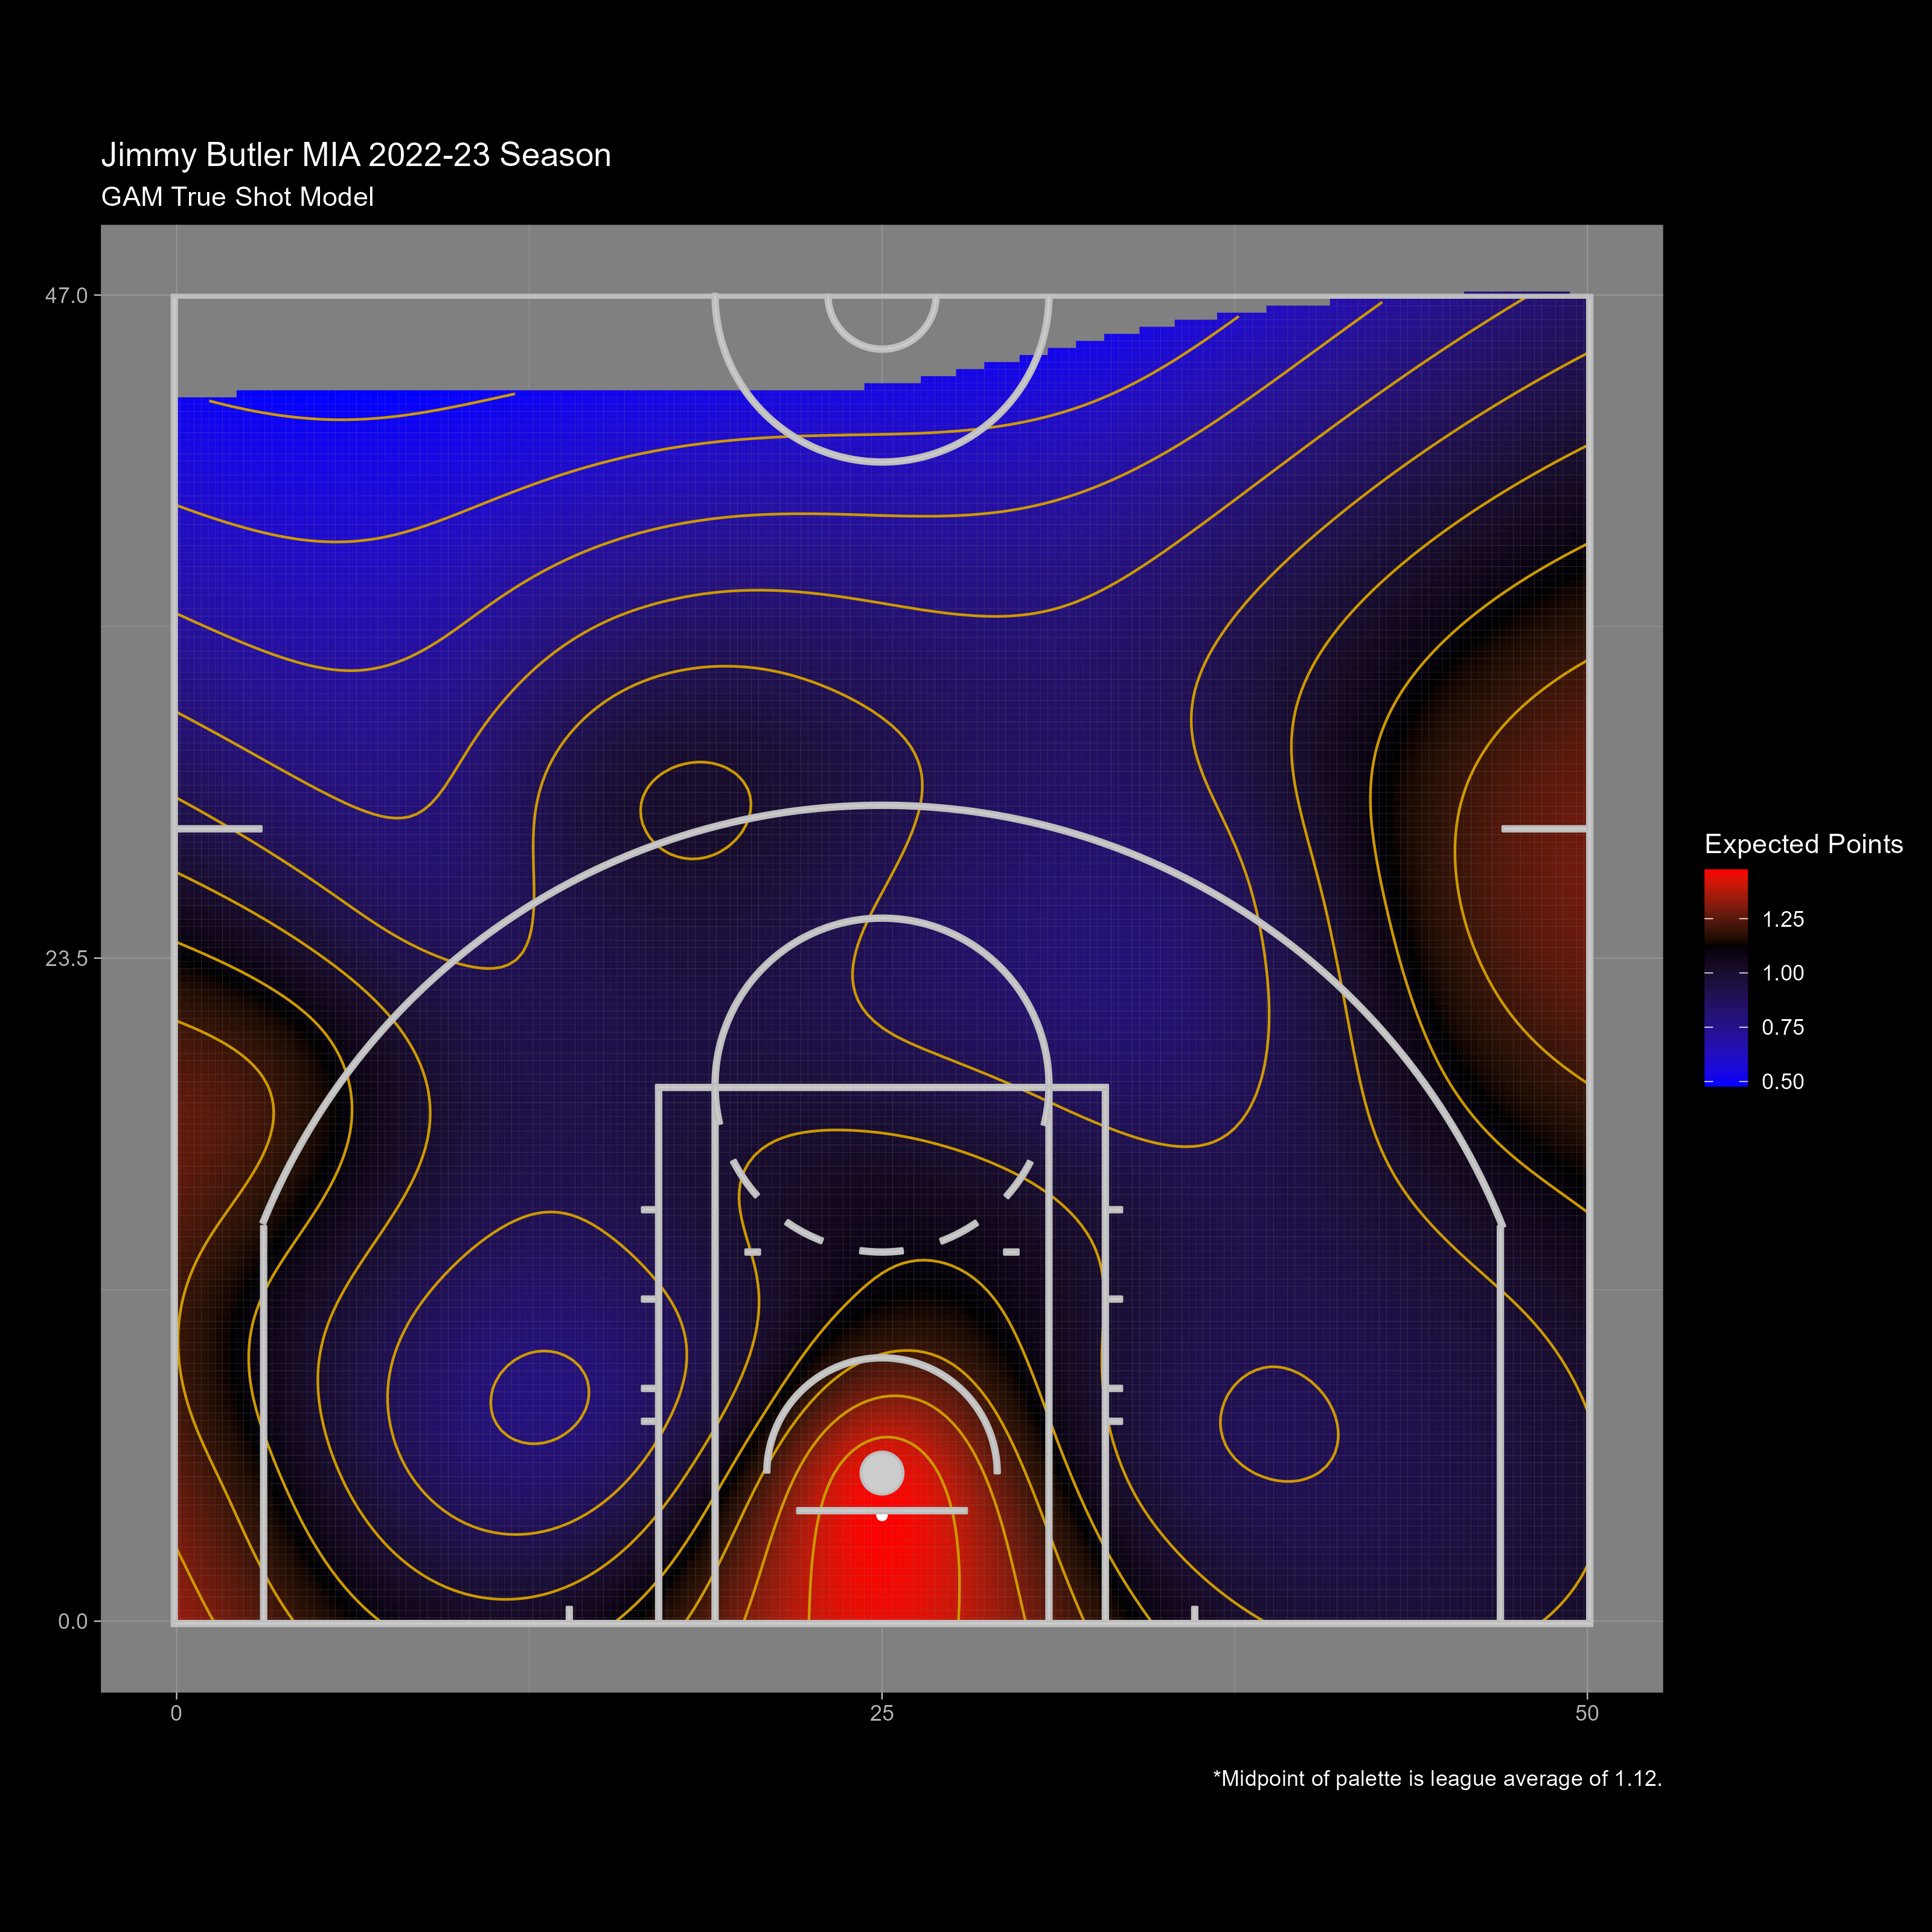 Jimmy Butler MIA 2022-23 Season
GAM True Shot Model
47.0
23.5
0.0
0
25
50
Expected Points
1.25
1.00
0.75
0.50
*Midpoint of palette is league average of 1.12.